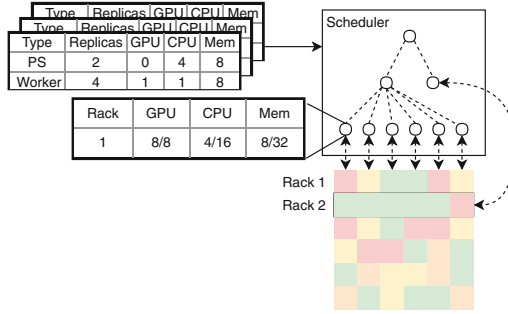 Type Replicas GPU CPU Mem
Type Replicas GPU CPU Mem
Type Replicas GPU CPU Mem
PS 2 0 4 8
Worker 4 1 1 8
Scheduler
Rack GPU CPU Mem
1 8/8 4/16 8/32
Rack 1
Rack 2